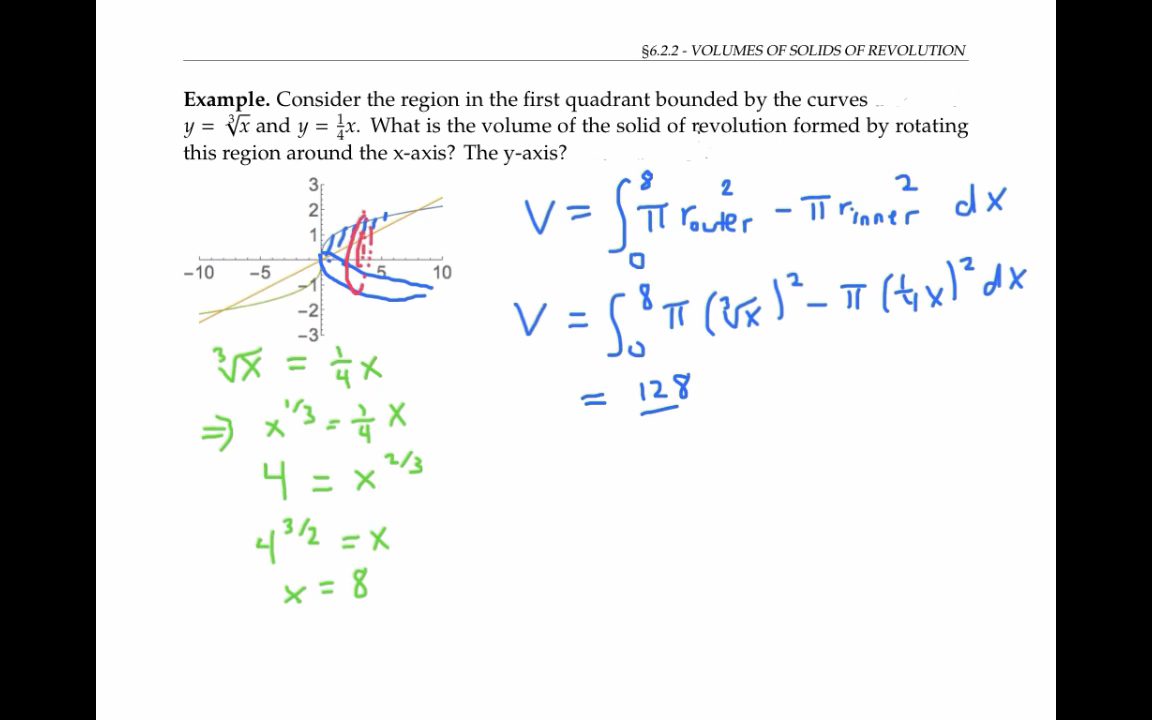 §6.2.2 - VOLUMES OF SOLIDS OF REVOLUTION
Example. Consider the region in the first quadrant bounded by the curves
y = ∛x and y = ¼x. What is the volume of the solid of revolution formed by rotating
this region around the x-axis? The y-axis?
3
2
1
−10 −5 5 10
−1
−2
−3
∛x = ¼ x
⇒ x^1/3 = ¼ x
4 = x^2/3
4^3/2 = x
x = 8
V = ∫₀⁸ π r_outer² − π r_inner² dx
V = ∫₀⁸ π (∛x)² − π (¼x)² dx
= 128